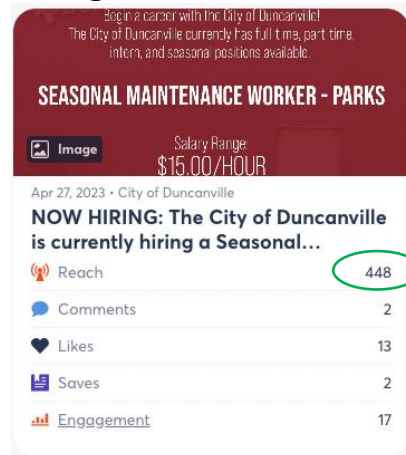 Begin a career with the City of Duncanville!
The City of Duncanville currently has full time, part time,
intern, and seasonal positions available.
SEASONAL MAINTENANCE WORKER - PARKS
Image
Salary Range:
$15.00/HOUR
Apr 27, 2023 • City of Duncanville
NOW HIRING: The City of Duncanville
is currently hiring a Seasonal...
Reach 448
Comments 2
Likes 13
Saves 2
Engagement 17